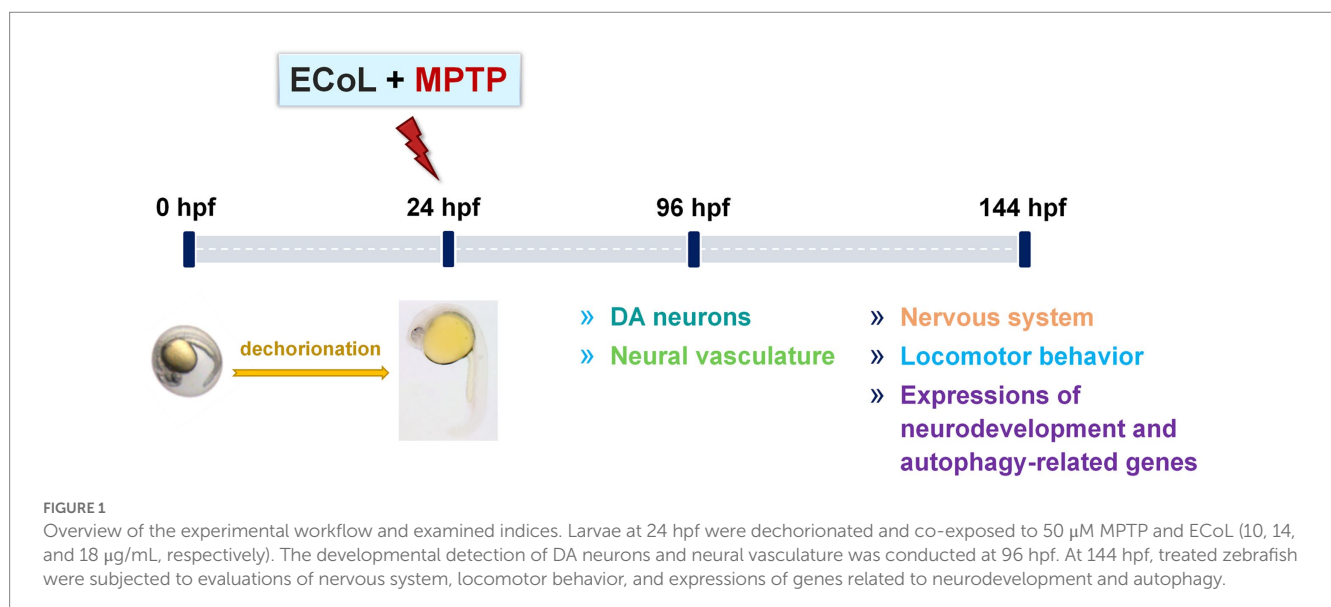 ECoL + MPTP
0 hpf 24 hpf 96 hpf 144 hpf
dechorionation
» DA neurons
» Neural vasculature
» Nervous system
» Locomotor behavior
» Expressions of
neurodevelopment and
autophagy-related genes
FIGURE 1
Overview of the experimental workflow and examined indices. Larvae at 24 hpf were dechorionated and co-exposed to 50 μM MPTP and ECoL (10, 14,
and 18 μg/mL, respectively). The developmental detection of DA neurons and neural vasculature was conducted at 96 hpf. At 144 hpf, treated zebrafish
were subjected to evaluations of nervous system, locomotor behavior, and expressions of genes related to neurodevelopment and autophagy.